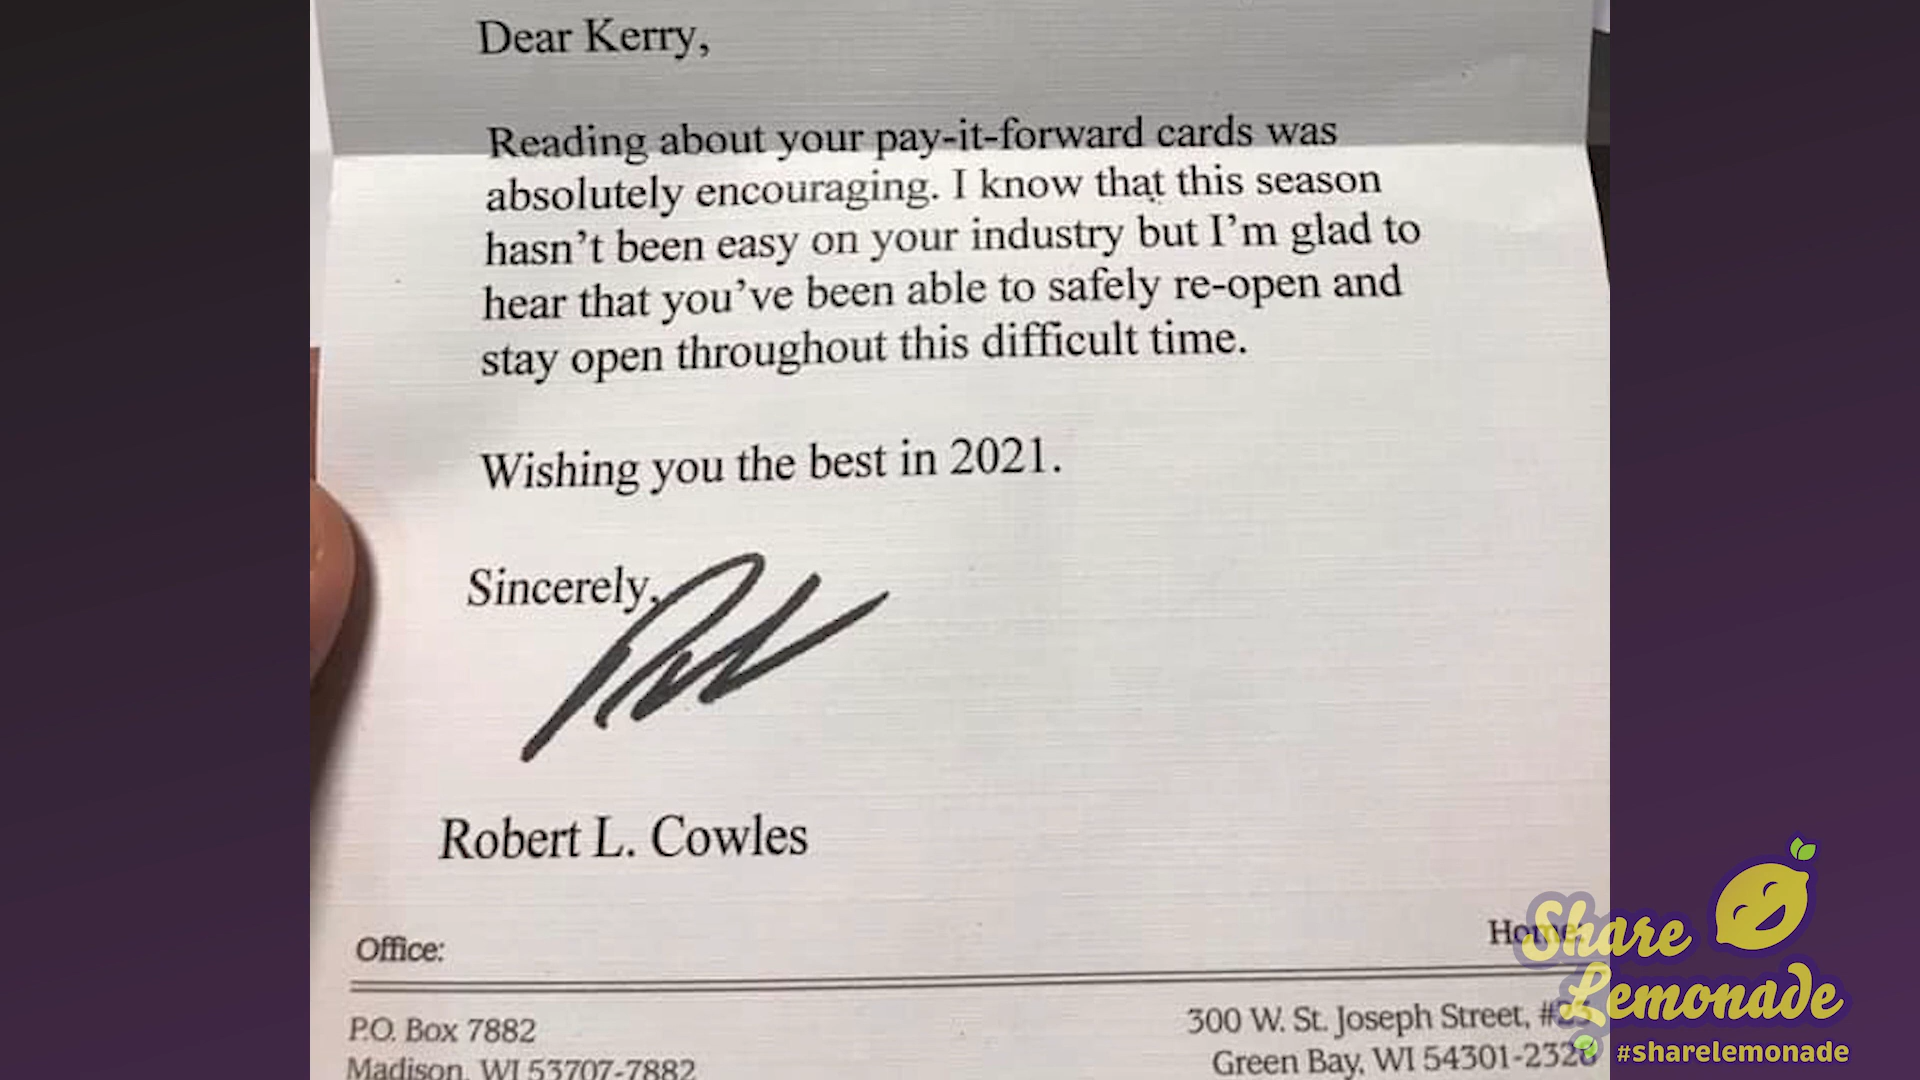 Dear Kerry,
Reading about your pay-it-forward cards was
absolutely encouraging. I know that this season
hasn't been easy on your industry but I'm glad to
hear that you've been able to safely re-open and
stay open throughout this difficult time.
Wishing you the best in 2021.
Sincerely,
Robert L. Cowles
Office:
Home:
P.O. Box 7882
Madison, WI 53707-7882
300 W. St. Joseph Street,
Green Bay, WI 54301-2328
Share
Lemonade
#sharelemonade